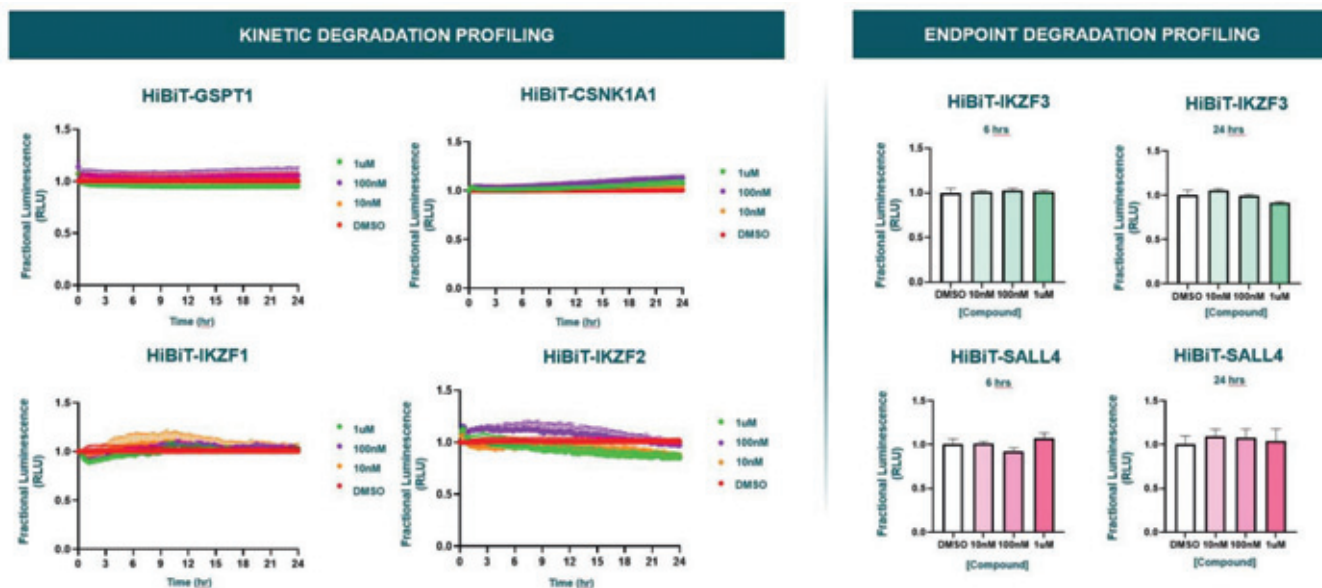 KINETIC DEGRADATION PROFILING
HiBiT-GSPT1
Fractional Luminescence
(RLU)
1.5
1.0
0.5
0.0
0 3 6 9 12 15 18 21 24
Time (hr)
1uM
100nM
10nM
DMSO
HiBiT-CSNK1A1
Fractional Luminescence
(RLU)
1.5
1.0
0.5
0.0
0 3 6 9 12 15 18 21 24
Time (hr)
1uM
100nM
10nM
DMSO
HiBiT-IKZF1
Fractional Luminescence
(RLU)
1.5
1.0
0.5
0.0
0 3 6 9 12 15 18 21 24
Time (hr)
1uM
100nM
10nM
DMSO
HiBiT-IKZF2
Fractional Luminescence
(RLU)
1.5
1.0
0.5
0.0
0 3 6 9 12 15 18 21 24
Time (hr)
1uM
100nM
10nM
DMSO
ENDPOINT DEGRADATION PROFILING
HiBiT-IKZF3
6 hrs
Fractional Luminescence
(RLU)
1.5
1.0
0.5
0.0
DMSO 10nM 100nM 1uM
[Compound]
HiBiT-IKZF3
24 hrs
Fractional Luminescence
(RLU)
1.5
1.0
0.5
0.0
DMSO 10nM 100nM 1uM
[Compound]
HiBiT-SALL4
6 hrs
Fractional Luminescence
(RLU)
1.5
1.0
0.5
0.0
DMSO 10nM 100nM 1uM
[Compound]
HiBiT-SALL4
24 hrs
Fractional Luminescence
(RLU)
1.5
1.0
0.5
0.0
DMSO 10nM 100nM 1uM
[Compound]